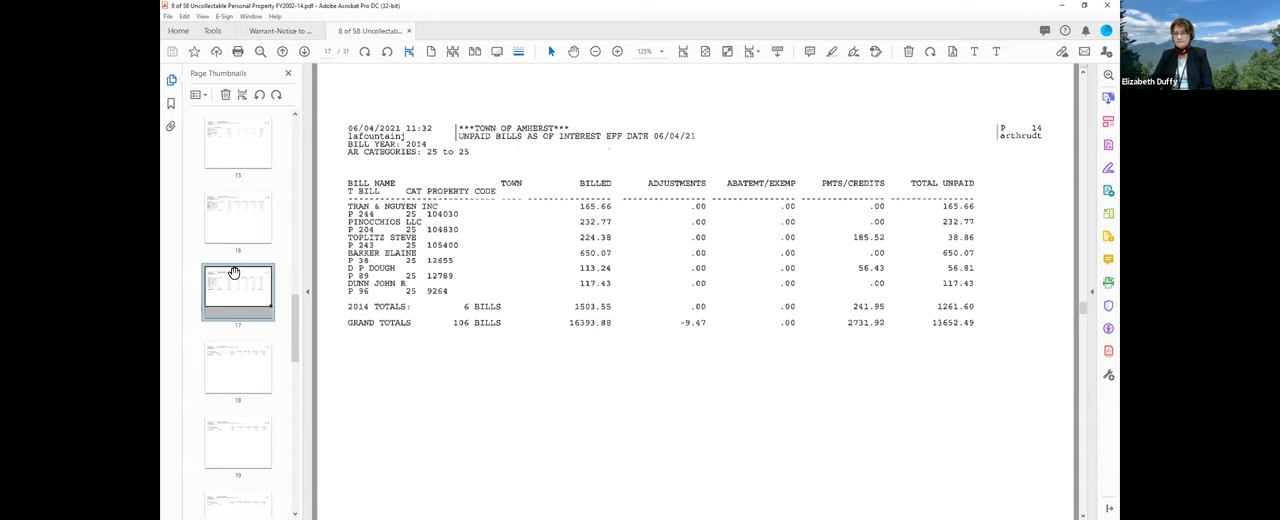 8 of 58 Uncollectable Personal Property FY2002-14.pdf - Adobe Acrobat Pro DC (32-bit)
File Edit View E-Sign Window Help
Home Tools Warrant-Notice to ... 8 of 58 Uncollectab... ×
17 / 31 125%
Page Thumbnails
15
16
17
18
19
Elizabeth Duffy
06/04/2021 11:32 |***TOWN OF AMHERST*** |P 14
lafountainj |UNPAID BILLS AS OF INTEREST EFF DATE 06/04/21 |arthrudt
BILL YEAR: 2014
AR CATEGORIES: 25 to 25
BILL NAME TOWN BILLED ADJUSTMENTS ABATEMT/EXEMP PMTS/CREDITS TOTAL UNPAID
T BILL CAT PROPERTY CODE
TRAN & NGUYEN INC 165.66 .00 .00 .00 165.66
P 244 25 104030
PINOCCHIOS LLC 232.77 .00 .00 .00 232.77
P 204 25 104830
TOPLITZ STEVE 224.38 .00 .00 185.52 38.86
P 243 25 105400
BARKER ELAINE 650.07 .00 .00 .00 650.07
P 38 25 12655
D P DOUGH 113.24 .00 .00 56.43 56.81
P 89 25 12789
DUNN JOHN R 117.43 .00 .00 .00 117.43
P 96 25 9264
2014 TOTALS: 6 BILLS 1503.55 .00 .00 241.95 1261.60
GRAND TOTALS 106 BILLS 16393.88 -9.47 .00 2731.92 13652.49